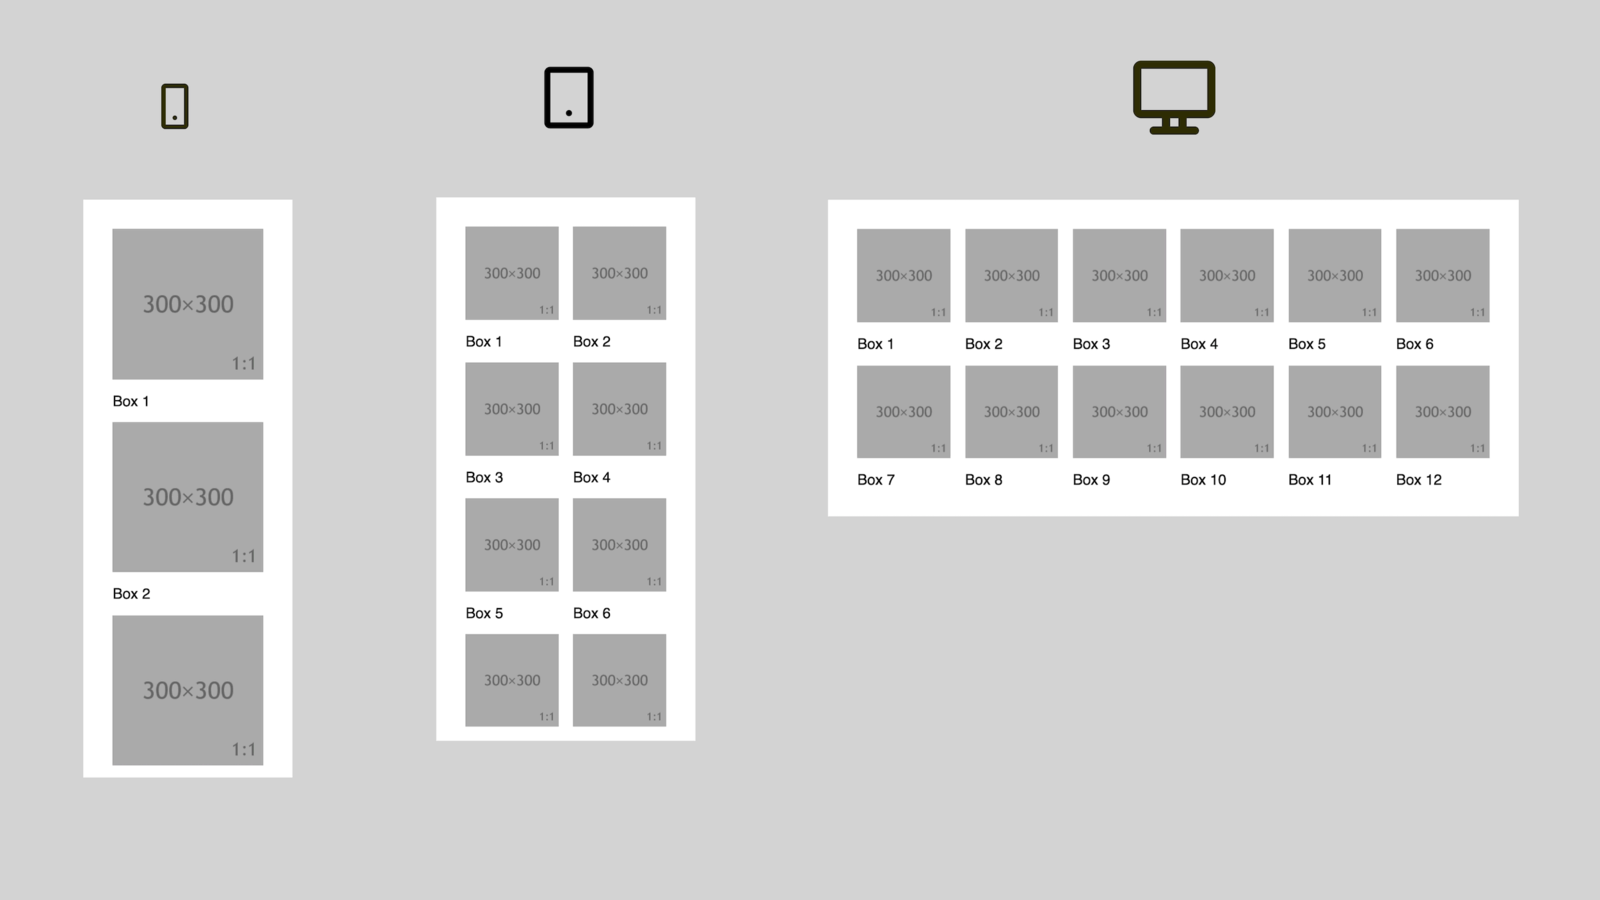 300×300
1:1
Box 1
300×300
1:1
Box 2
300×300
1:1
300×300 300×300
1:1 1:1
Box 1 Box 2
300×300 300×300
1:1 1:1
Box 3 Box 4
300×300 300×300
1:1 1:1
Box 5 Box 6
300×300 300×300
1:1 1:1
300×300 300×300 300×300 300×300 300×300 300×300
1:1 1:1 1:1 1:1 1:1 1:1
Box 1 Box 2 Box 3 Box 4 Box 5 Box 6
300×300 300×300 300×300 300×300 300×300 300×300
1:1 1:1 1:1 1:1 1:1 1:1
Box 7 Box 8 Box 9 Box 10 Box 11 Box 12